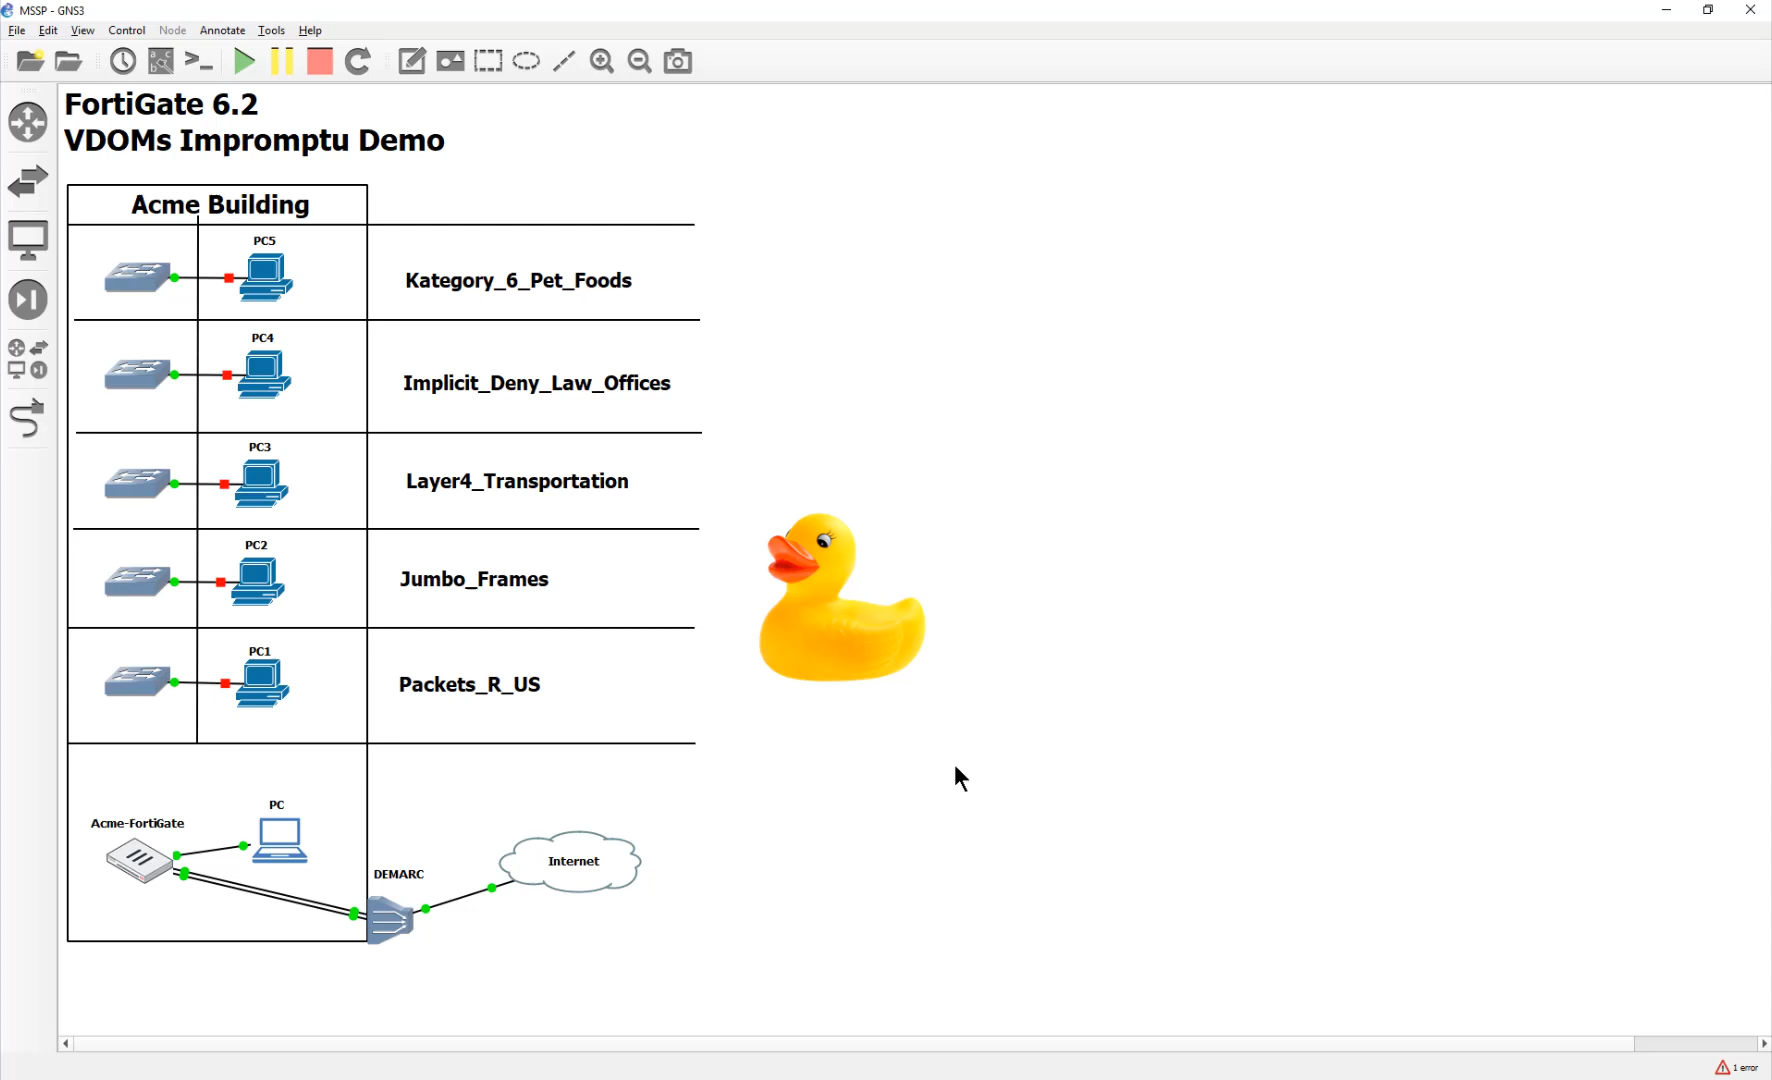 MSSP - GNS3
File Edit View Control Node Annotate Tools Help
FortiGate 6.2
VDOMs Impromptu Demo
Acme Building
PC5
Kategory_6_Pet_Foods
PC4
Implicit_Deny_Law_Offices
PC3
Layer4_Transportation
PC2
Jumbo_Frames
PC1
Packets_R_US
PC
Acme-FortiGate
Internet
DEMARC
1 error